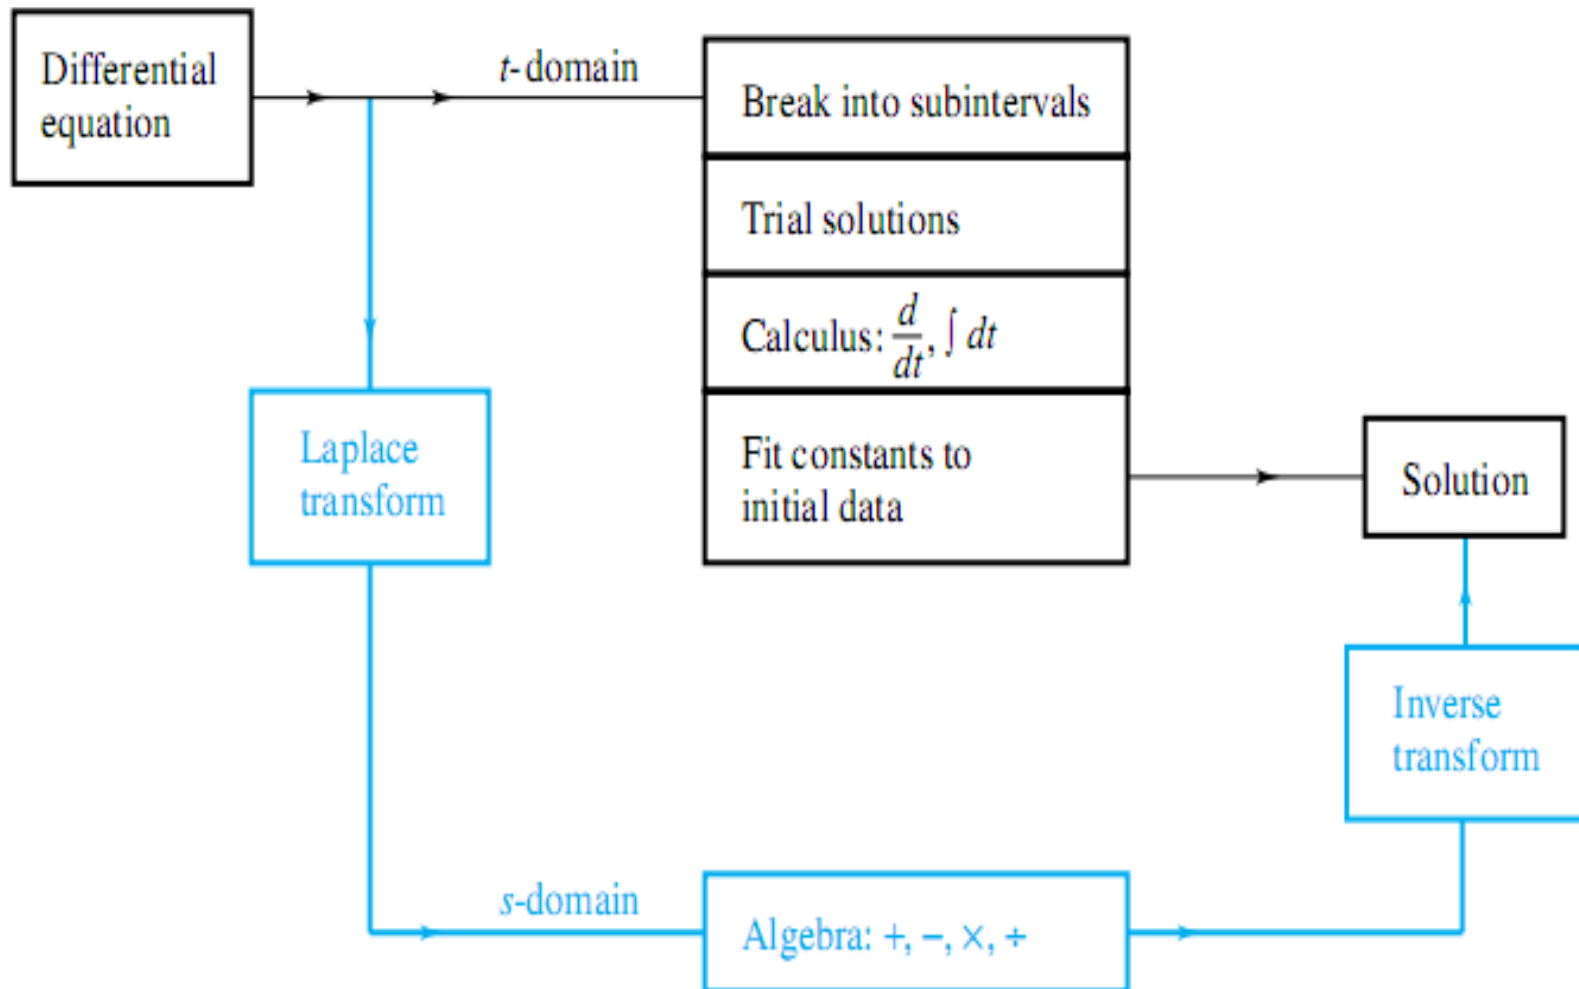 Differential
equation
t-domain
Break into subintervals
Trial solutions
Calculus: d/dt, ∫ dt
Fit constants to
initial data
Solution
Laplace
transform
Inverse
transform
s-domain
Algebra: +, −, ×, ÷